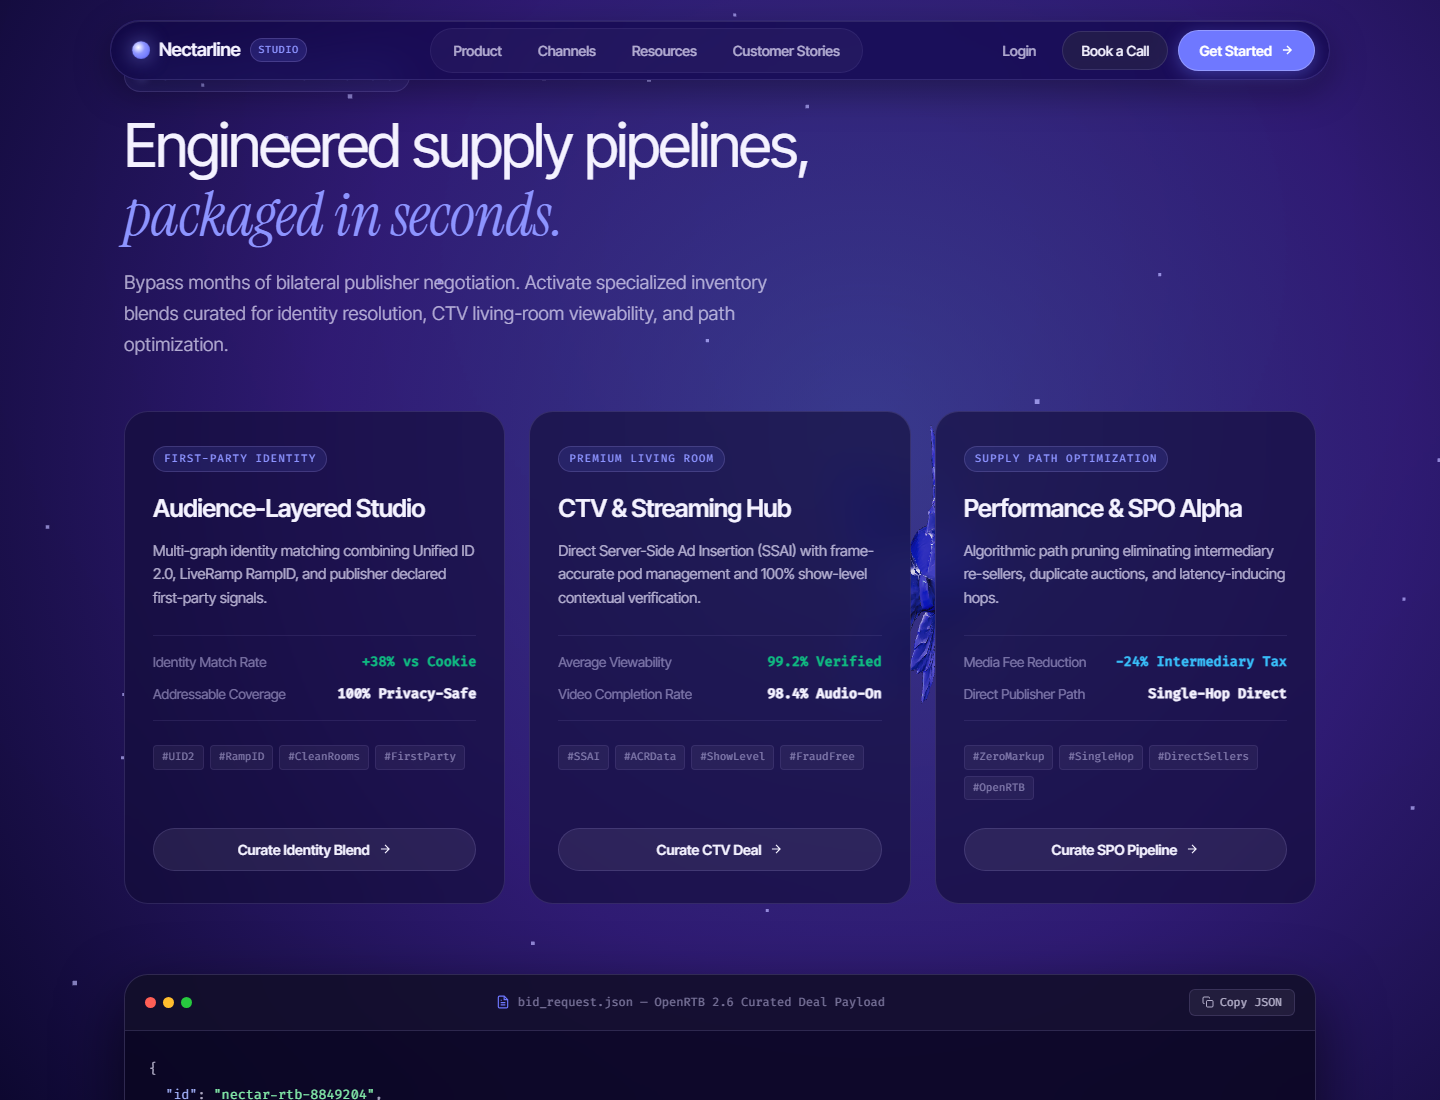 Nectarline STUDIO Product Channels Resources Customer Stories Login Book a Call Get Started
Engineered supply pipelines,
packaged in seconds.
Bypass months of bilateral publisher negotiation. Activate specialized inventory
blends curated for identity resolution, CTV living-room viewability, and path
optimization.
FIRST-PARTY IDENTITY
Audience-Layered Studio
Multi-graph identity matching combining Unified ID
2.0, LiveRamp RampID, and publisher declared
first-party signals.
Identity Match Rate +38% vs Cookie
Addressable Coverage 100% Privacy-Safe
#UID2 #RampID #CleanRooms #FirstParty
Curate Identity Blend
PREMIUM LIVING ROOM
CTV & Streaming Hub
Direct Server-Side Ad Insertion (SSAI) with frame-
accurate pod management and 100% show-level
contextual verification.
Average Viewability 99.2% Verified
Video Completion Rate 98.4% Audio-On
#SSAI #ACRData #ShowLevel #FraudFree
Curate CTV Deal
SUPPLY PATH OPTIMIZATION
Performance & SPO Alpha
Algorithmic path pruning eliminating intermediary
re-sellers, duplicate auctions, and latency-inducing
hops.
Media Fee Reduction -24% Intermediary Tax
Direct Publisher Path Single-Hop Direct
#ZeroMarkup #SingleHop #DirectSellers
#OpenRTB
Curate SPO Pipeline
bid_request.json — OpenRTB 2.6 Curated Deal Payload Copy JSON
{
"id": "nectar-rtb-8849204",